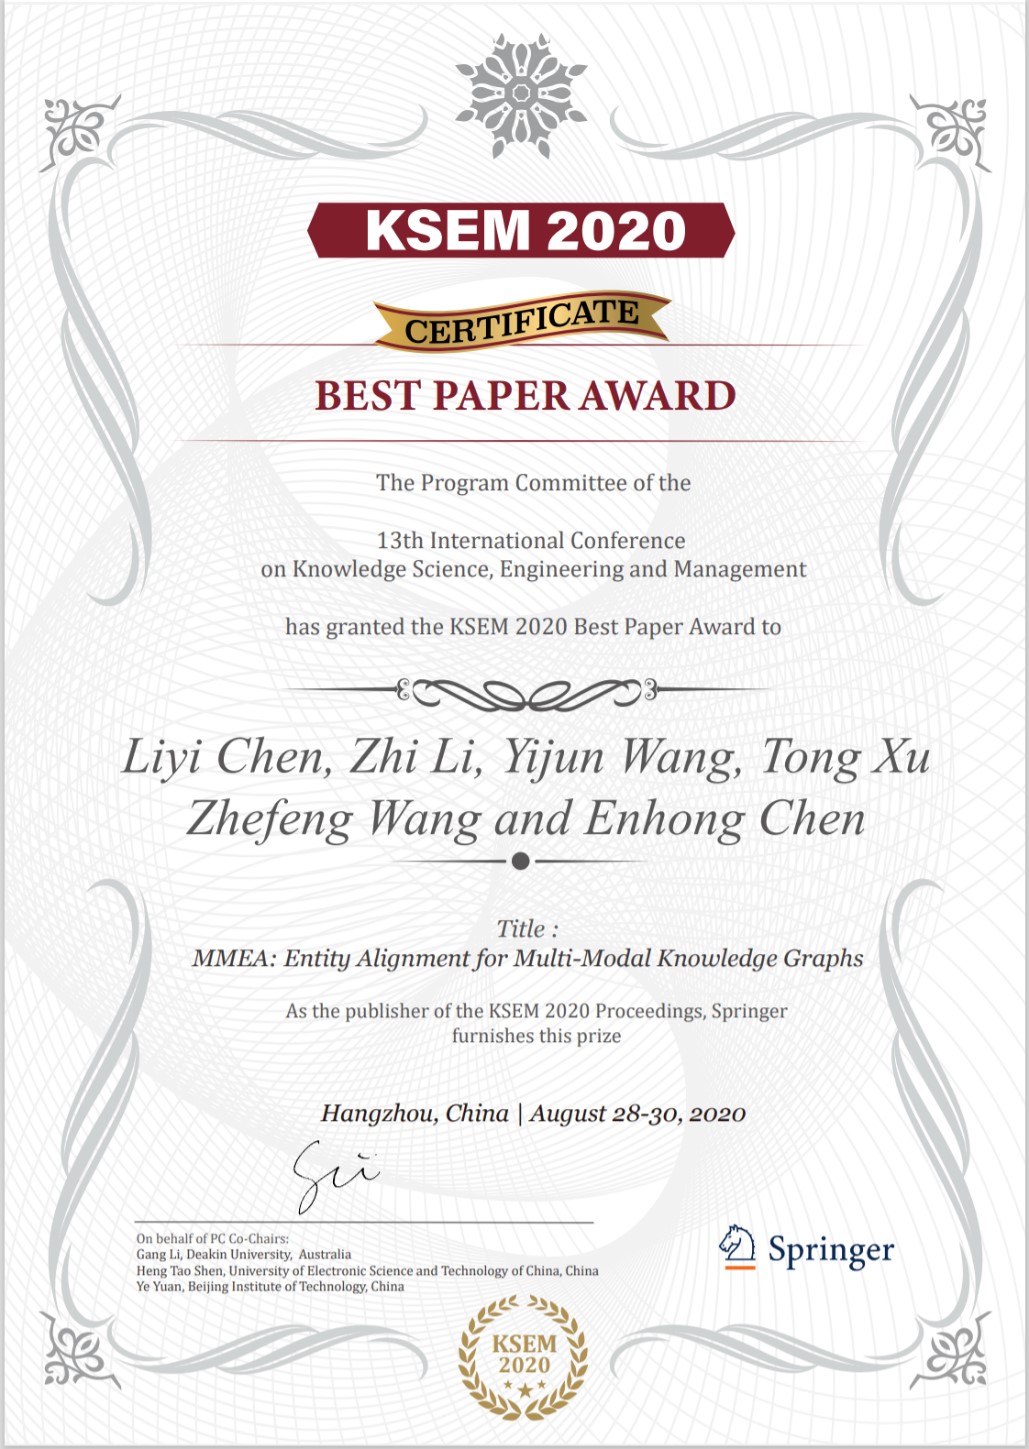 KSEM 2020
CERTIFICATE
BEST PAPER AWARD
The Program Committee of the
13th International Conference
on Knowledge Science, Engineering and Management
has granted the KSEM 2020 Best Paper Award to
Liyi Chen, Zhi Li, Yijun Wang, Tong Xu
Zhefeng Wang and Enhong Chen
Title :
MMEA: Entity Alignment for Multi-Modal Knowledge Graphs
As the publisher of the KSEM 2020 Proceedings, Springer
furnishes this prize
Hangzhou, China | August 28-30, 2020
On behalf of PC Co-Chairs:
Gang Li, Deakin University, Australia
Heng Tao Shen, University of Electronic Science and Technology of China, China
Ye Yuan, Beijing Institute of Technology, China
Springer
KSEM
2020